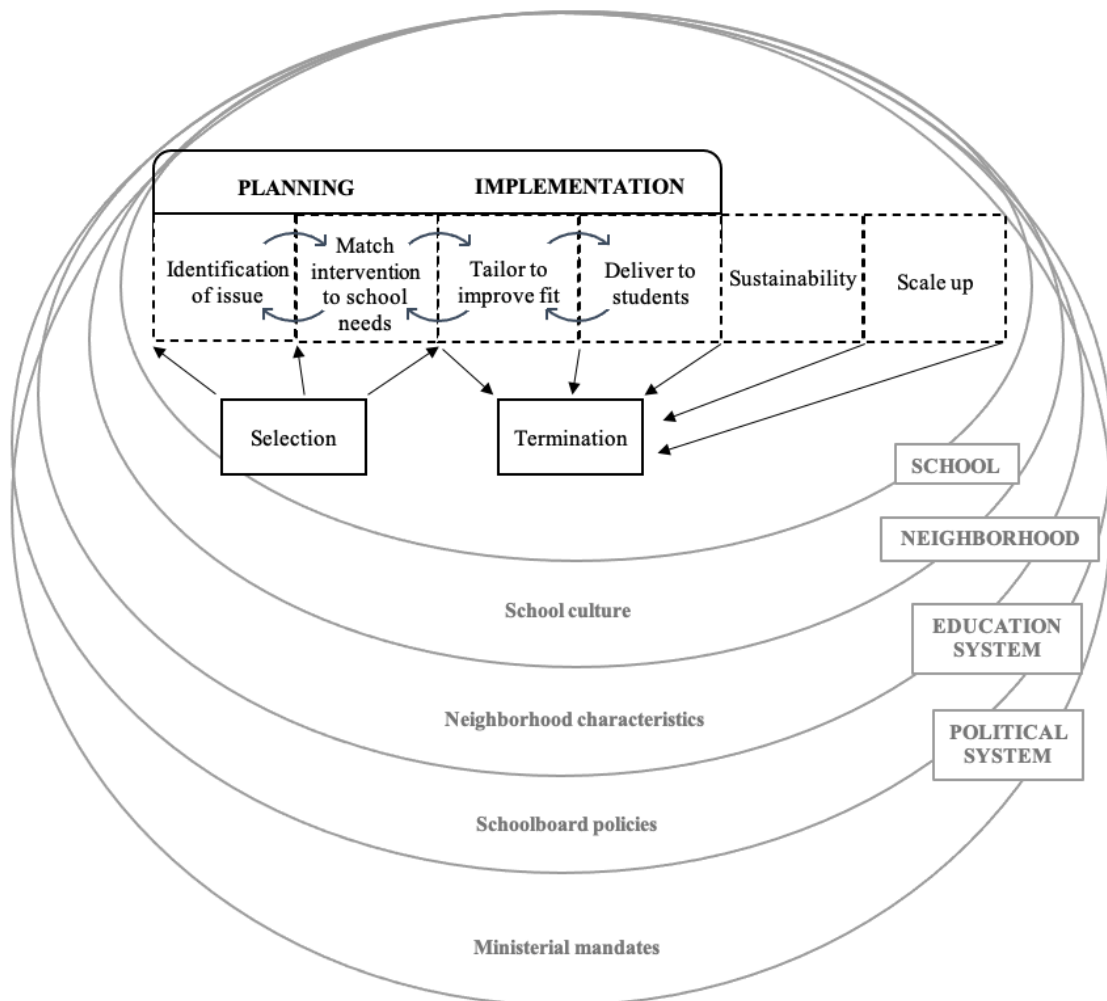 PLANNING
IMPLEMENTATION
Identification
of issue
Match
intervention
to school
needs
Tailor to
improve fit
Deliver to
students
Sustainability
Scale up
Selection
Termination
SCHOOL
NEIGHBORHOOD
School culture
EDUCATION
SYSTEM
Neighborhood characteristics
POLITICAL
SYSTEM
Schoolboard policies
Ministerial mandates